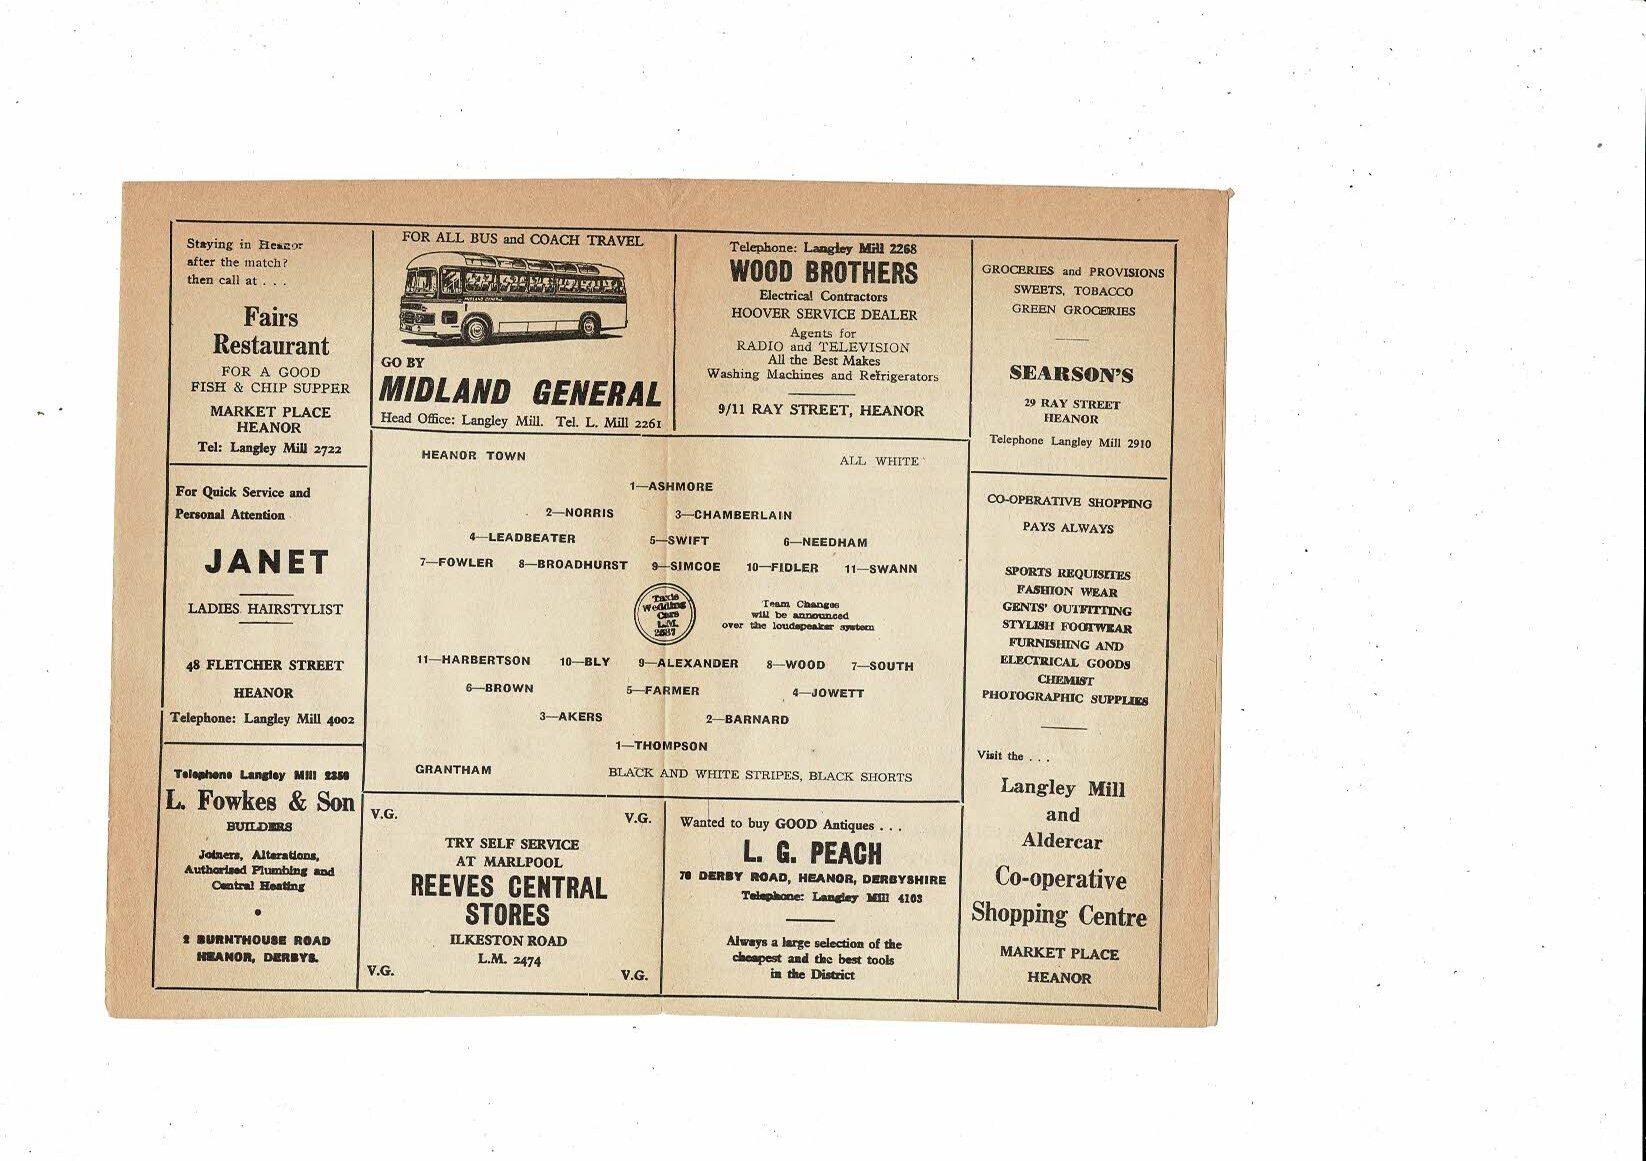 Staying in Heanor
after the match?
then call at . . .
Fairs
Restaurant
FOR A GOOD
FISH & CHIP SUPPER
MARKET PLACE
HEANOR
Tel: Langley Mill 2722
FOR ALL BUS and COACH TRAVEL
MIDLAND GENERAL
GO BY
MIDLAND GENERAL
Head Office: Langley Mill. Tel. L. Mill 2261
Telephone: Langley Mill 2268
WOOD BROTHERS
Electrical Contractors
HOOVER SERVICE DEALER
Agents for
RADIO and TELEVISION
All the Best Makes
Washing Machines and Refrigerators
9/11 RAY STREET, HEANOR
GROCERIES and PROVISIONS
SWEETS, TOBACCO
GREEN GROCERIES
SEARSON'S
29 RAY STREET
HEANOR
Telephone Langley Mill 2910
For Quick Service and
Personal Attention
JANET
LADIES HAIRSTYLIST
48 FLETCHER STREET
HEANOR
Telephone: Langley Mill 4002
HEANOR TOWN ALL WHITE
1—ASHMORE
2—NORRIS 3—CHAMBERLAIN
4—LEADBEATER 5—SWIFT 6—NEEDHAM
7—FOWLER 8—BROADHURST 9—SIMCOE 10—FIDLER 11—SWANN
Taxis
Wedding
Cars
L.M.
2587
Team Changes
will be announced
over the loudspeaker system
11—HARBERTSON 10—BLY 9—ALEXANDER 8—WOOD 7—SOUTH
6—BROWN 5—FARMER 4—JOWETT
3—AKERS 2—BARNARD
1—THOMPSON
GRANTHAM BLACK AND WHITE STRIPES, BLACK SHORTS
CO-OPERATIVE SHOPPING
PAYS ALWAYS
SPORTS REQUISITES
FASHION WEAR
GENTS' OUTFITTING
STYLISH FOOTWEAR
FURNISHING AND
ELECTRICAL GOODS
CHEMIST
PHOTOGRAPHIC SUPPLIES
Visit the . . .
Langley Mill
and
Aldercar
Co-operative
Shopping Centre
MARKET PLACE
HEANOR
Telephone Langley Mill 2356
L. Fowkes & Son
BUILDERS
Joiners, Alterations,
Authorised Plumbing and
Central Heating
2 BURNTHOUSE ROAD
HEANOR, DERBYS.
V.G. V.G.
TRY SELF SERVICE
AT MARLPOOL
REEVES CENTRAL
STORES
ILKESTON ROAD
L.M. 2474
V.G. V.G.
Wanted to buy GOOD Antiques . . .
L. G. PEACH
70 DERBY ROAD, HEANOR, DERBYSHIRE
Telephone: Langley Mill 4103
Always a large selection of the
cheapest and the best tools
in the District